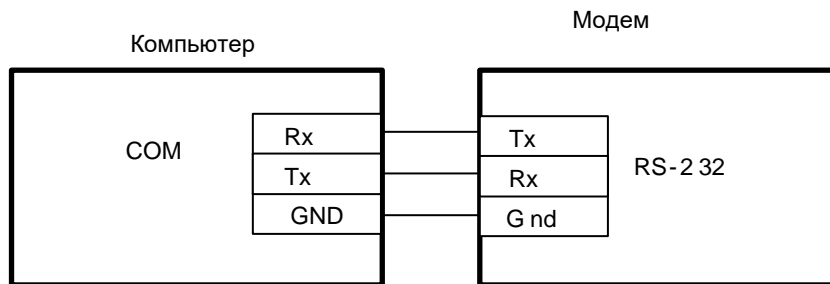 Модем
Компьютер
COM
Rx
Tx
GND
Tx
Rx
G nd
RS-2 32